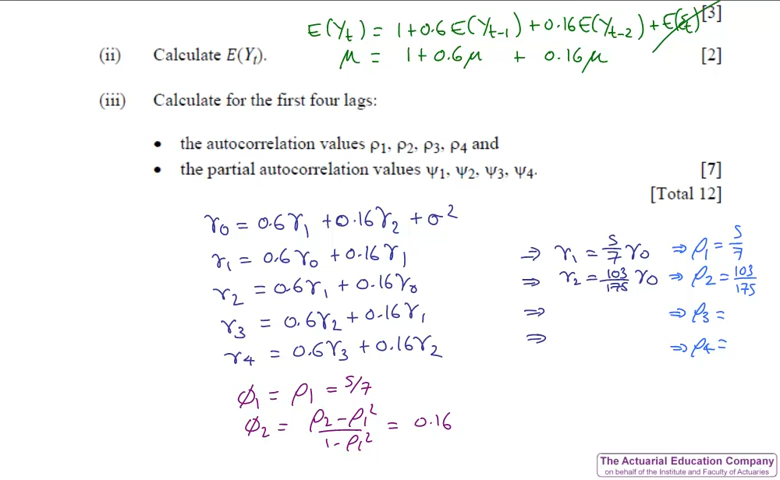 E(Yt) = 1 + 0.6 E(Yt-1) + 0.16 E(Yt-2) + E(εt) [3]
(ii) Calculate E(Yt). μ = 1 + 0.6μ + 0.16μ [2]
(iii) Calculate for the first four lags:
• the autocorrelation values ρ1, ρ2, ρ3, ρ4 and
• the partial autocorrelation values ψ1, ψ2, ψ3, ψ4. [7]
[Total 12]
γ0 = 0.6γ1 + 0.16γ2 + σ²
γ1 = 0.6γ0 + 0.16γ1 ⇒ γ1 = 5/7 γ0 ⇒ ρ1 = 5/7
γ2 = 0.6γ1 + 0.16γ0 ⇒ γ2 = 103/175 γ0 ⇒ ρ2 = 103/175
γ3 = 0.6γ2 + 0.16γ1 ⇒ ⇒ ρ3 =
γ4 = 0.6γ3 + 0.16γ2 ⇒ ⇒ ρ4 =
ϕ1 = ρ1 = 5/7
ϕ2 = (ρ2 − ρ1²)/(1 − ρ1²) = 0.16
The Actuarial Education Company
on behalf of the Institute and Faculty of Actuaries